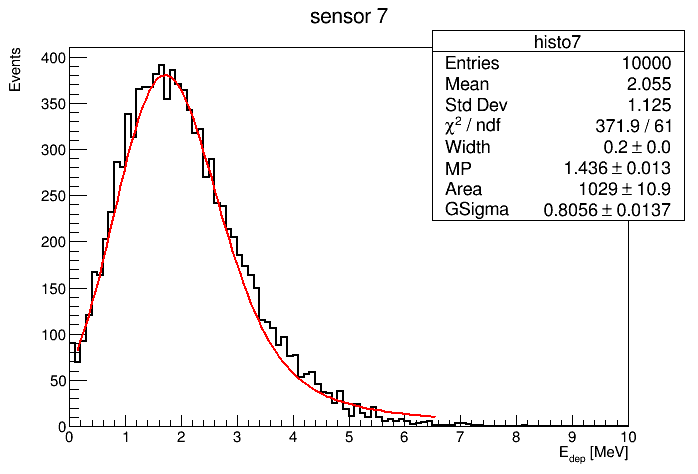 sensor 7
histo7
Entries 10000
Mean 2.055
Std Dev 1.125
χ² / ndf 371.9 / 61
Width 0.2 ± 0.0
MP 1.436 ± 0.013
Area 1029 ± 10.9
GSigma 0.8056 ± 0.0137
Events
400
350
300
250
200
150
100
50
0
0 1 2 3 4 5 6 7 8 9 10
E_dep [MeV]